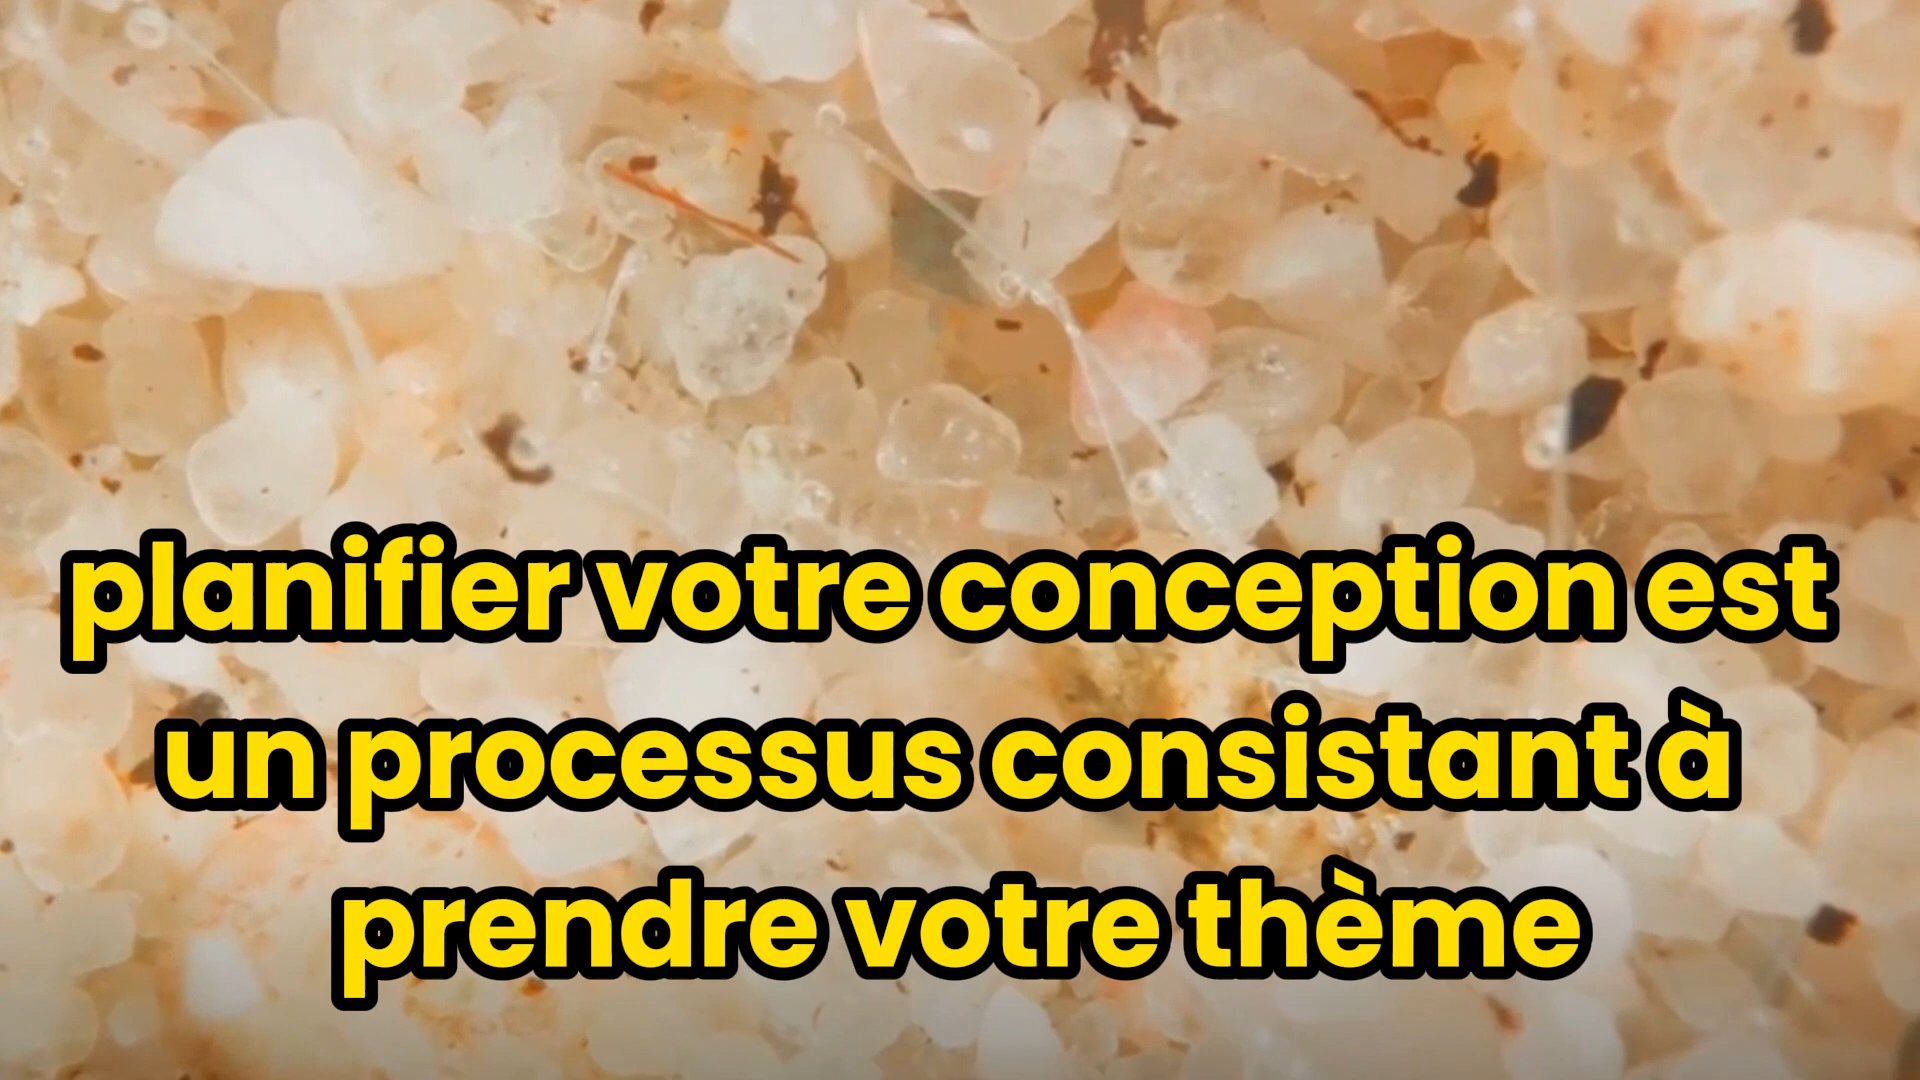 planifier votre conception est
un processus consistant à
prendre votre thème